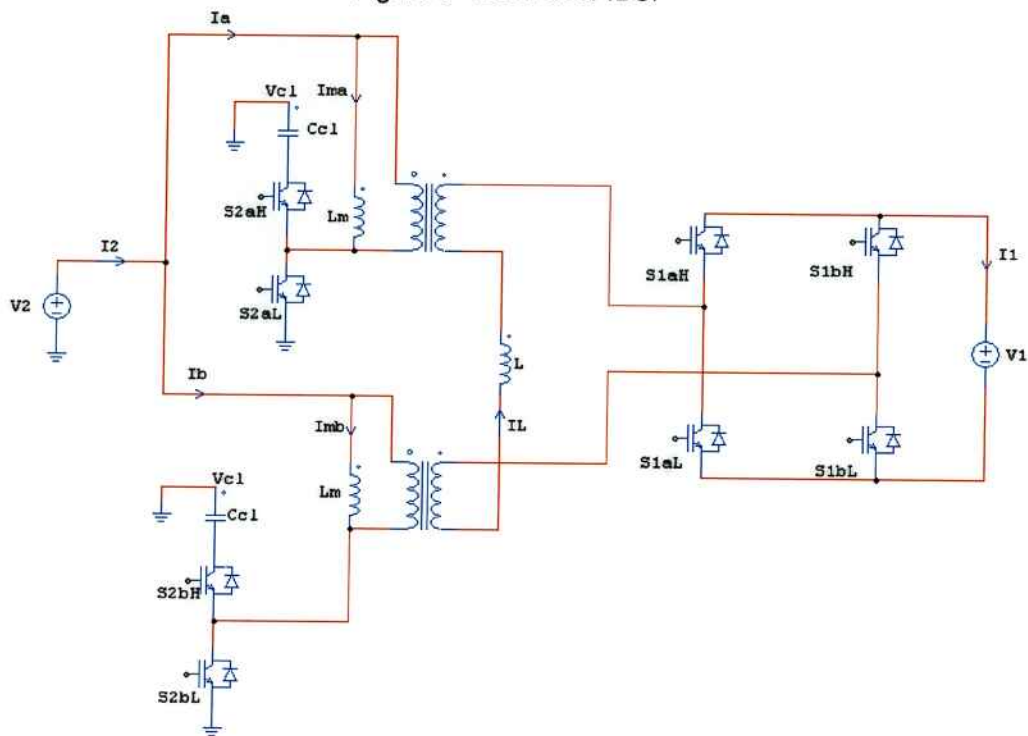 Ia
Vc1
Ima
Cc1
S2aH
Lm
I2
S2aL
V2
S1aH
S1bH
I1
V1
L
Ib
IL
Imb
S1aL
S1bL
Vc1
Lm
Cc1
S2bH
S2bL